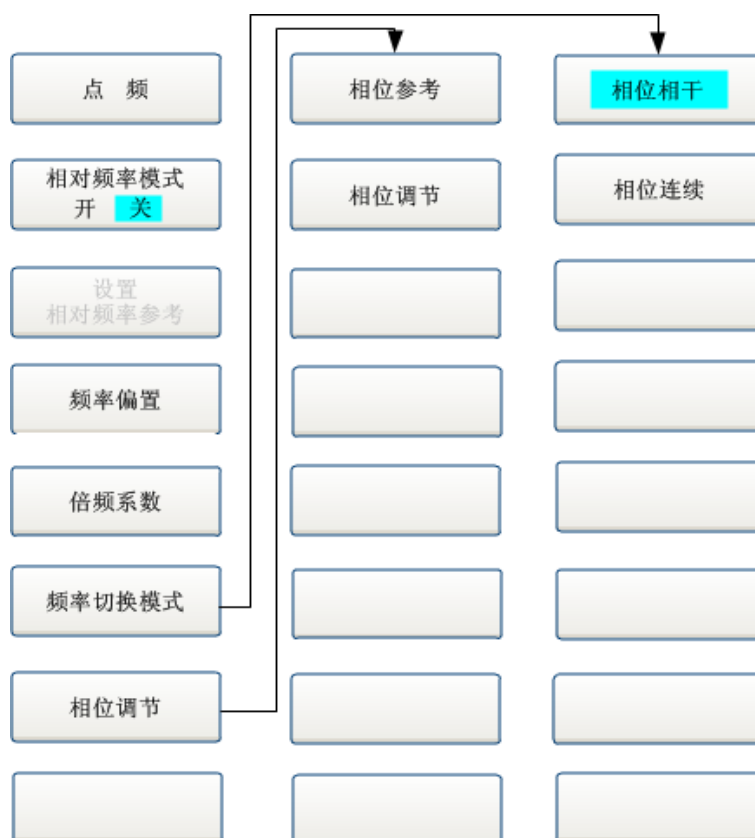 点 频
相对频率模式
开 关
设置
相对频率参考
频率偏置
倍频系数
频率切换模式
相位调节
相位参考
相位调节
相位相干
相位连续